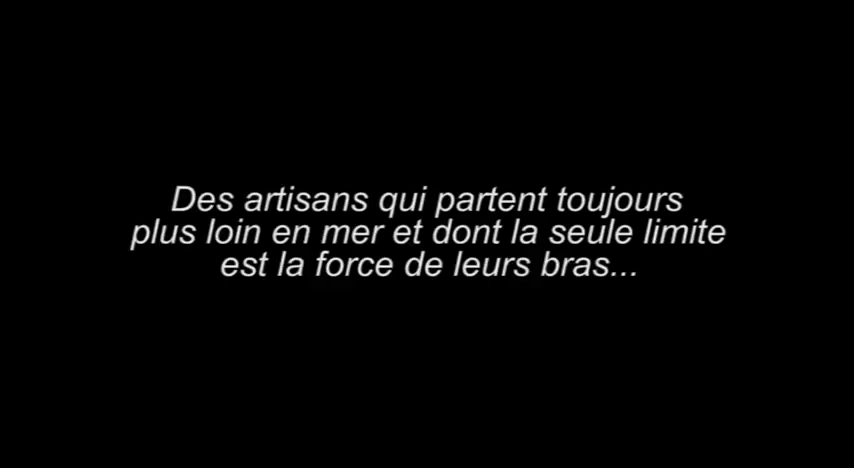 Des artisans qui partent toujours
plus loin en mer et dont la seule limite
est la force de leurs bras...